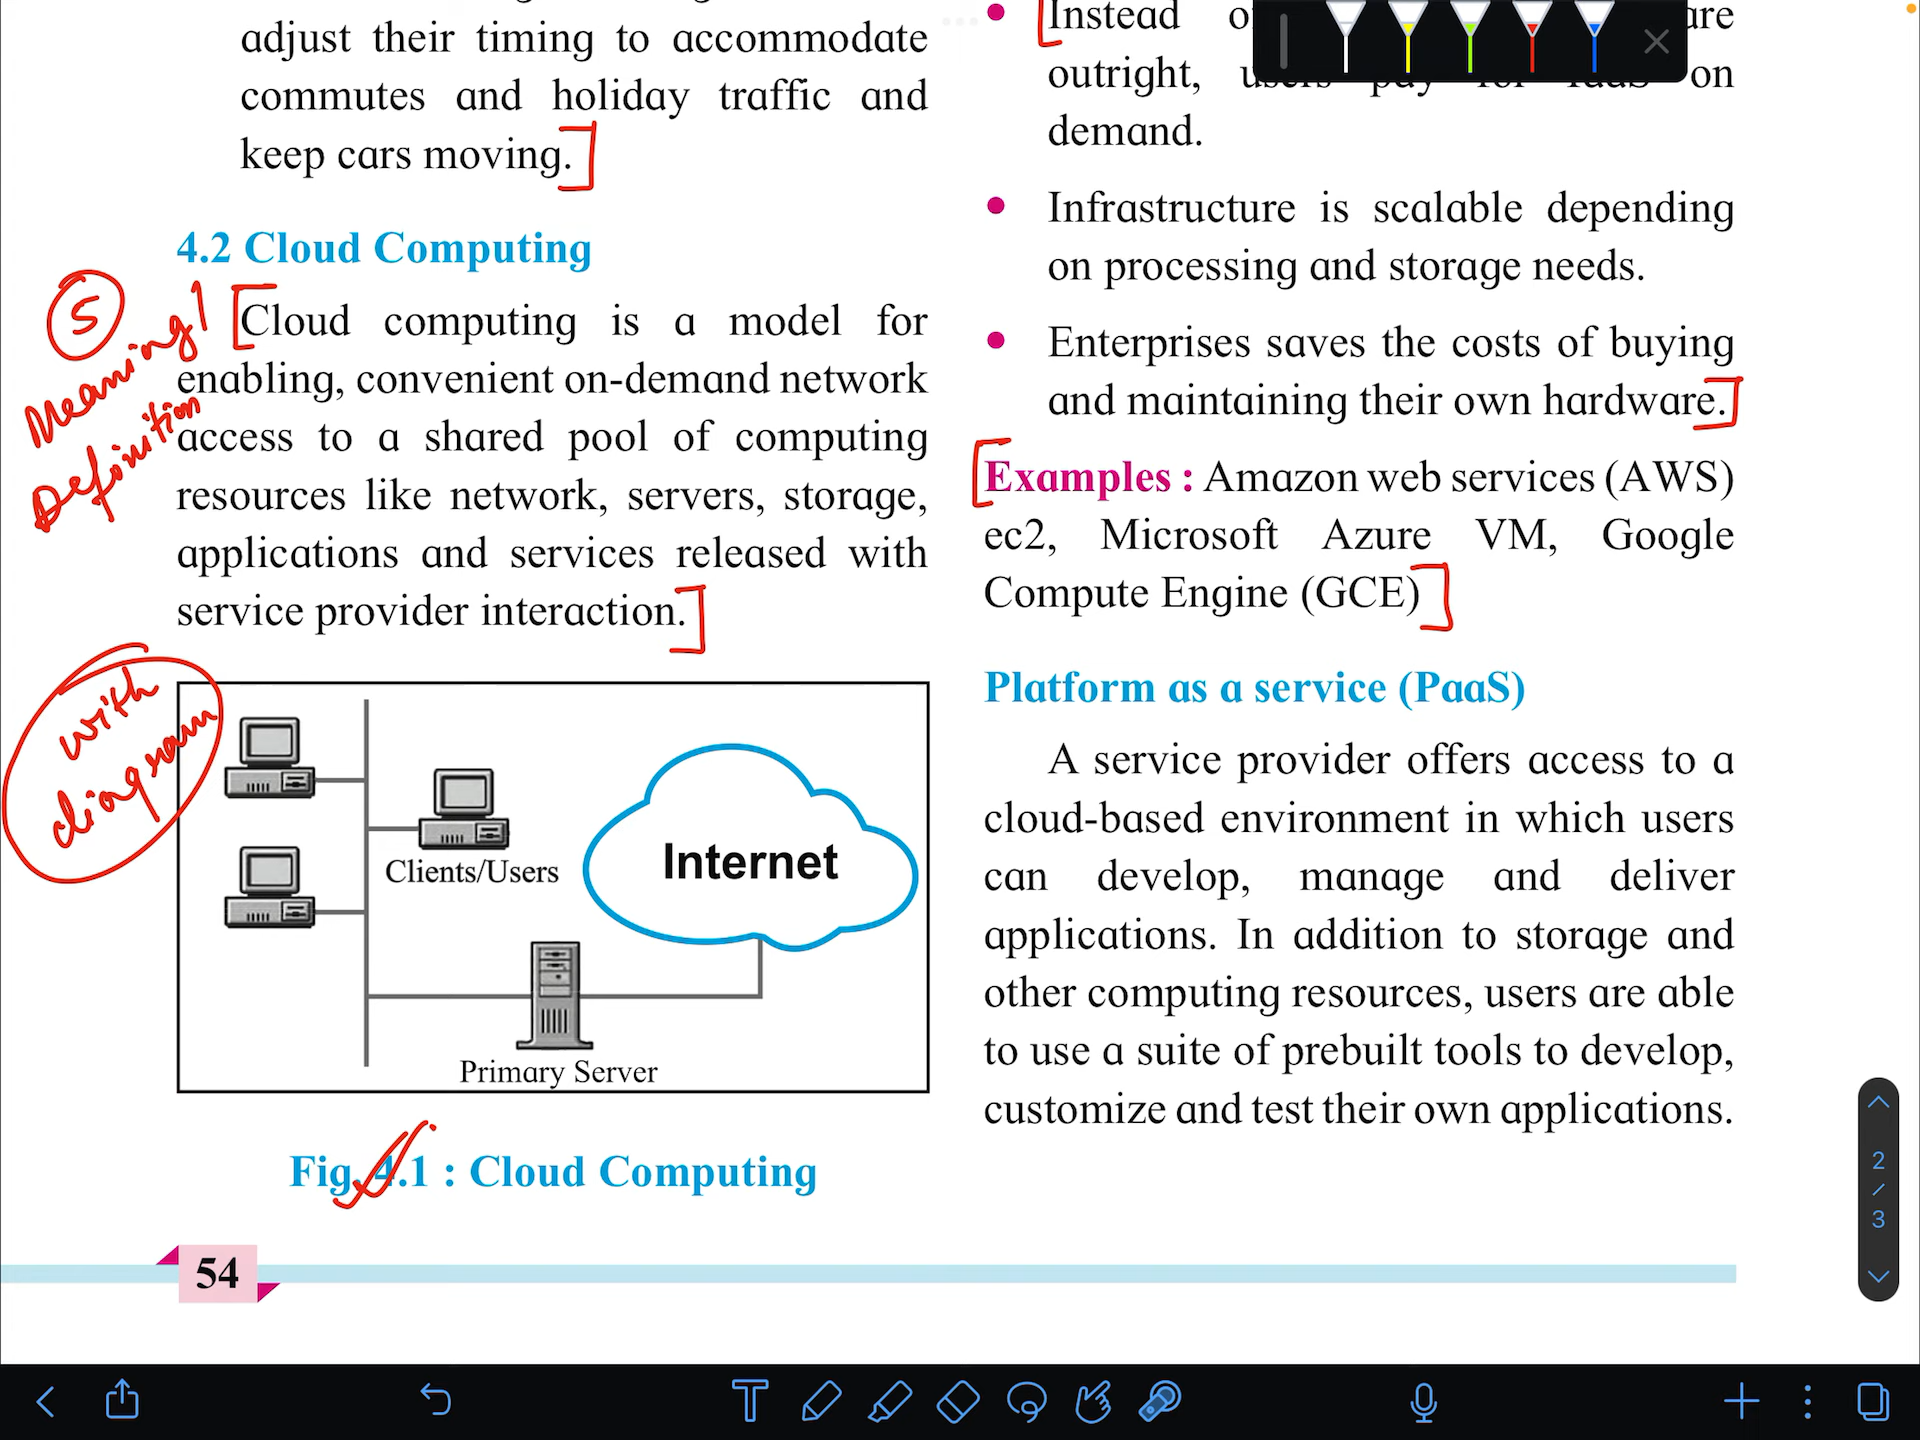 adjust their timing to accommodate
commutes and holiday traffic and
keep cars moving.
4.2 Cloud Computing
5
Meaning/
Definition
Cloud computing is a model for
enabling, convenient on-demand network
access to a shared pool of computing
resources like network, servers, storage,
applications and services released with
service provider interaction.
with
diagram
Clients/Users
Internet
Primary Server
Fig. 4.1 : Cloud Computing
54
Instead
outright, users pay for IaaS on
demand.
Infrastructure is scalable depending
on processing and storage needs.
Enterprises saves the costs of buying
and maintaining their own hardware.
Examples : Amazon web services (AWS)
ec2, Microsoft Azure VM, Google
Compute Engine (GCE)
Platform as a service (PaaS)
A service provider offers access to a
cloud-based environment in which users
can develop, manage and deliver
applications. In addition to storage and
other computing resources, users are able
to use a suite of prebuilt tools to develop,
customize and test their own applications.
2
/
3